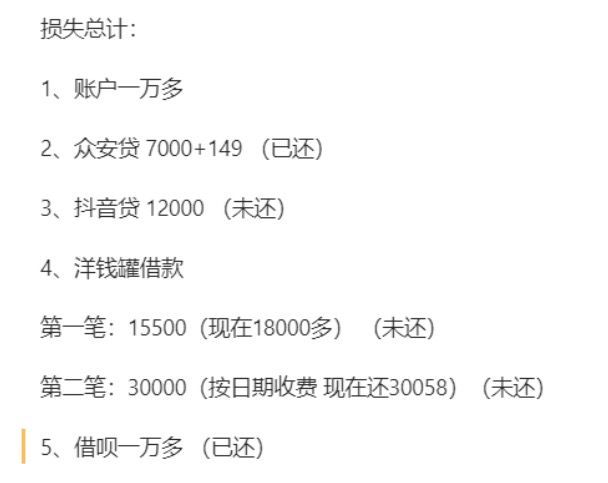 损失总计：
1、账户一万多
2、众安贷 7000+149 （已还）
3、抖音贷 12000 （未还）
4、洋钱罐借款
第一笔：15500（现在18000多） （未还）
第二笔：30000（按日期收费 现在还30058）（未还）
5、借呗一万多 （已还）